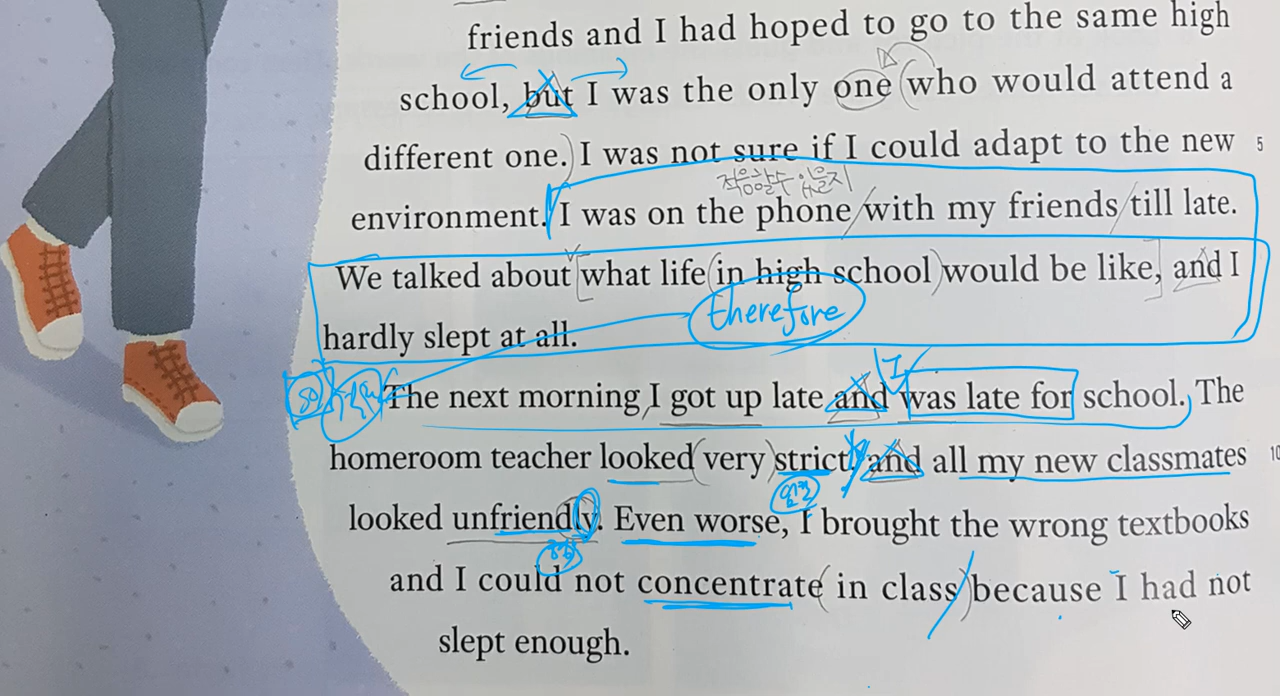 friends and I had hoped to go to the same high
school, but I was the only one who would attend a
different one. I was not sure if I could adapt to the new 5
적응할 수 있을지
environment. I was on the phone with my friends till late.
We talked about what life in high school would be like, and I
therefore
hardly slept at all.
I
so
The next morning I got up late and was late for school. The
homeroom teacher looked very strict, and all my new classmates 10
엄격
looked unfriendly. Even worse, I brought the wrong textbooks
and I could not concentrate in class because I had not
slept enough.